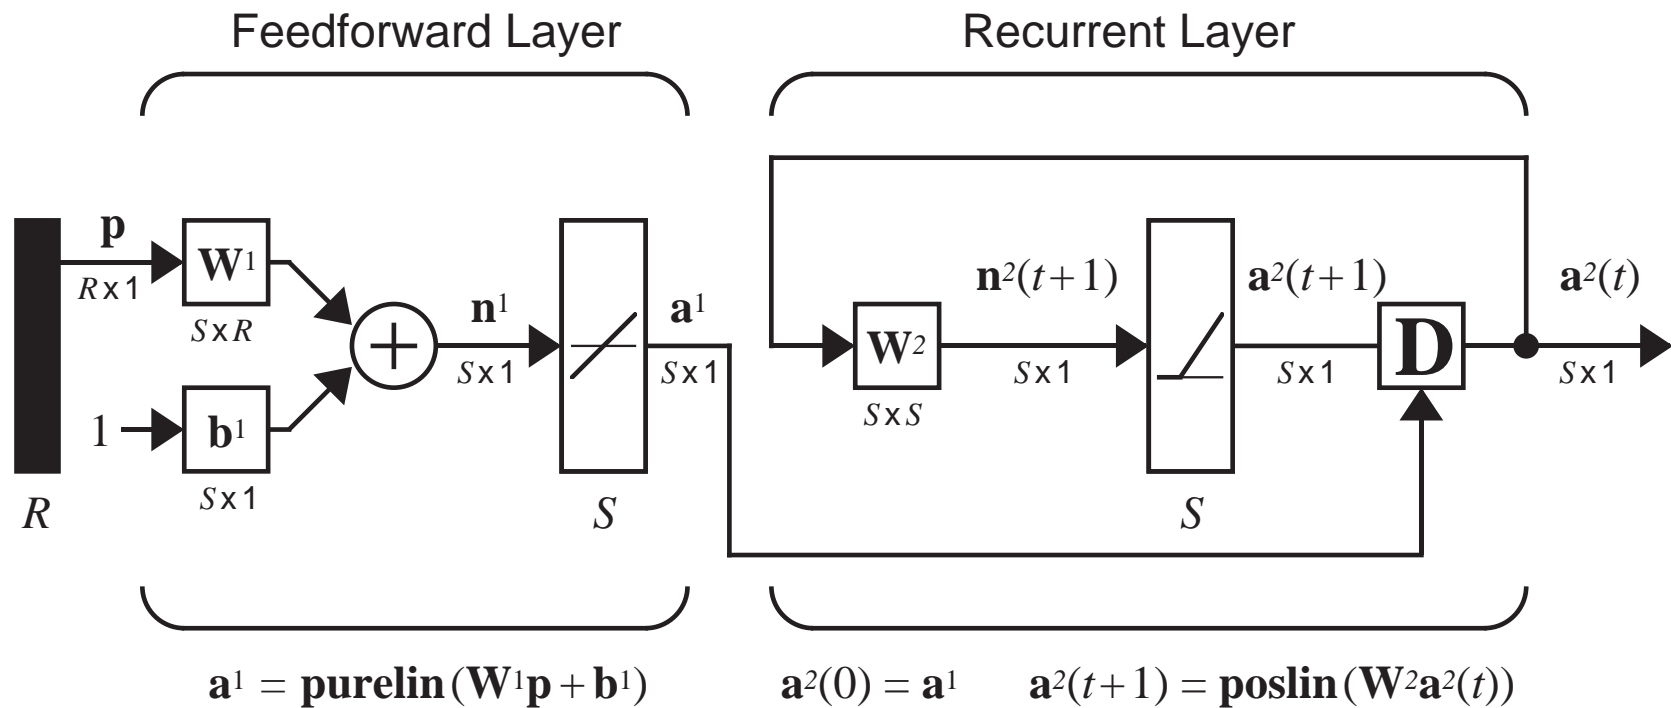 Feedforward Layer
Recurrent Layer
p
R x 1
W1
S x R
1
b1
S x 1
R
n1
S x 1
S
a1
S x 1
W2
S x S
n2(t+1)
S x 1
S
a2(t+1)
S x 1
D
a2(t)
S x 1
a1 = purelin(W1p + b1)
a2(0) = a1
a2(t+1) = poslin(W2a2(t))